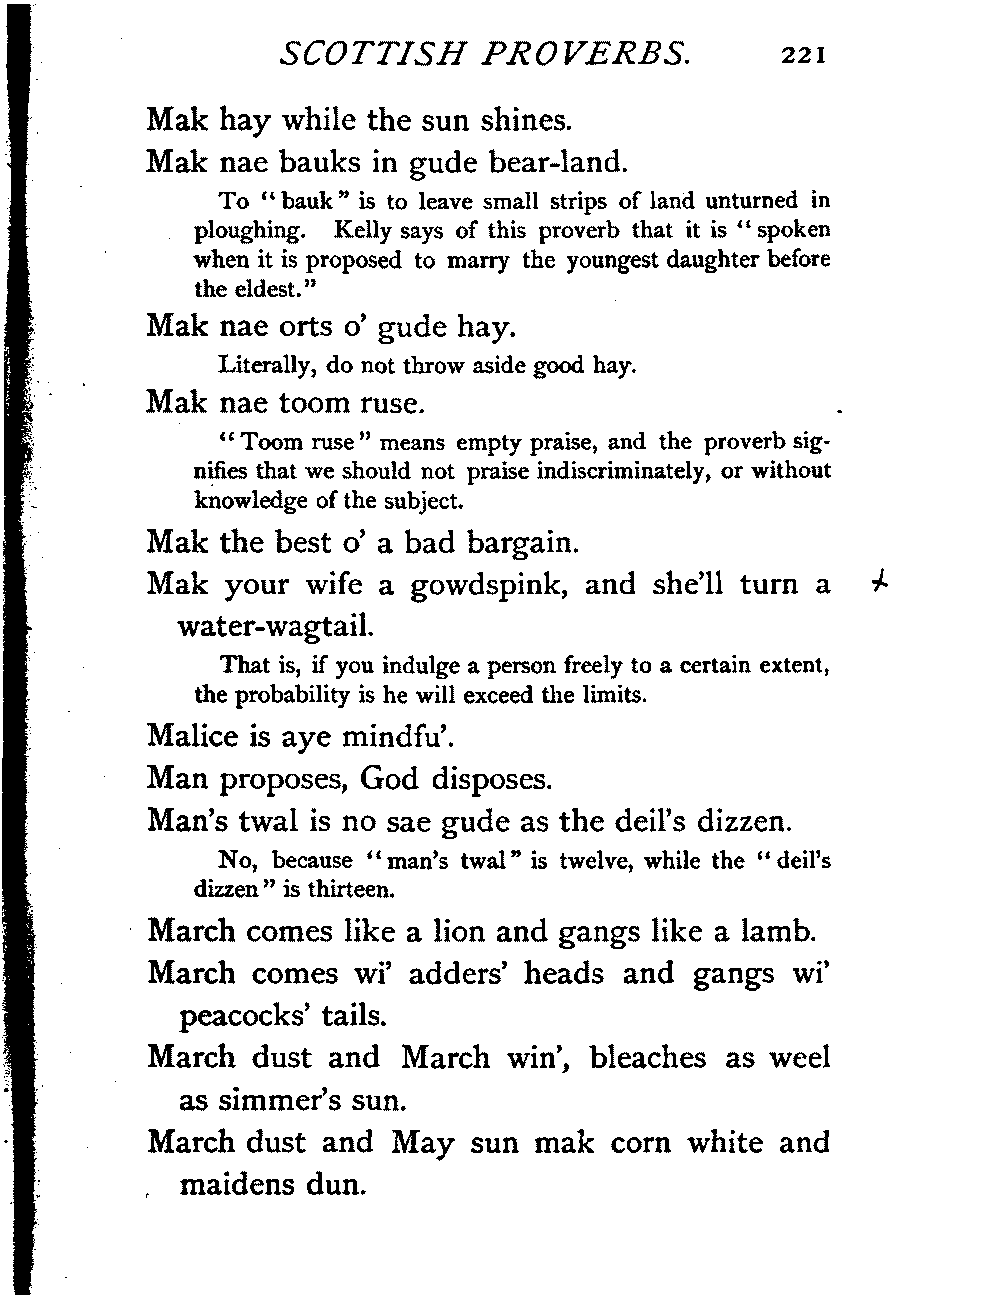 SCOTTISH PROVERBS. 221
Mak hay while the sun shines.
Mak nae bauks in gude bear-land.
To “bauk” is to leave small strips of land unturned in
ploughing. Kelly says of this proverb that it is “spoken
when it is proposed to marry the youngest daughter before
the eldest.”
Mak nae orts o’ gude hay.
Literally, do not throw aside good hay.
Mak nae toom ruse.
“Toom ruse” means empty praise, and the proverb sig-
nifies that we should not praise indiscriminately, or without
knowledge of the subject.
Mak the best o’ a bad bargain.
Mak your wife a gowdspink, and she’ll turn a
water-wagtail.
That is, if you indulge a person freely to a certain extent,
the probability is he will exceed the limits.
Malice is aye mindfu’.
Man proposes, God disposes.
Man’s twal is no sae gude as the deil’s dizzen.
No, because “man’s twal” is twelve, while the “deil’s
dizzen” is thirteen.
March comes like a lion and gangs like a lamb.
March comes wi’ adders’ heads and gangs wi’
peacocks’ tails.
March dust and March win’, bleaches as weel
as simmer’s sun.
March dust and May sun mak corn white and
maidens dun.